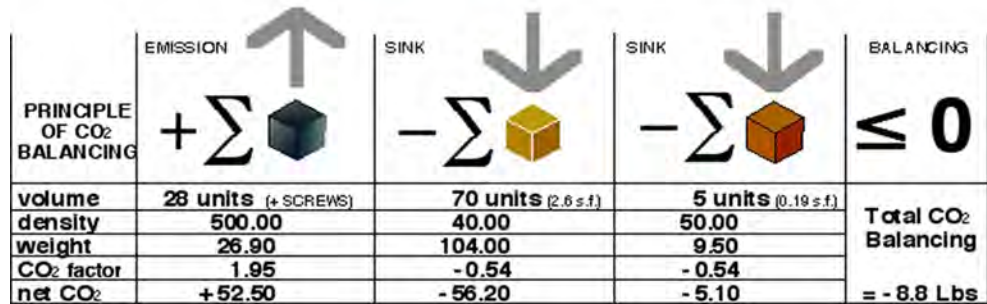 EMISSION SINK SINK BALANCING
PRINCIPLE
OF CO₂
BALANCING
+∑ −∑ −∑ ≤ 0
volume 28 units (+ SCREWS) 70 units (2.6 s.f.) 5 units (0.19 s.f.)
density 500.00 40.00 50.00
weight 26.90 104.00 9.50
CO₂ factor 1.95 -0.54 -0.54
net CO₂ +52.50 -56.20 -5.10
Total CO₂
Balancing
= -8.8 Lbs